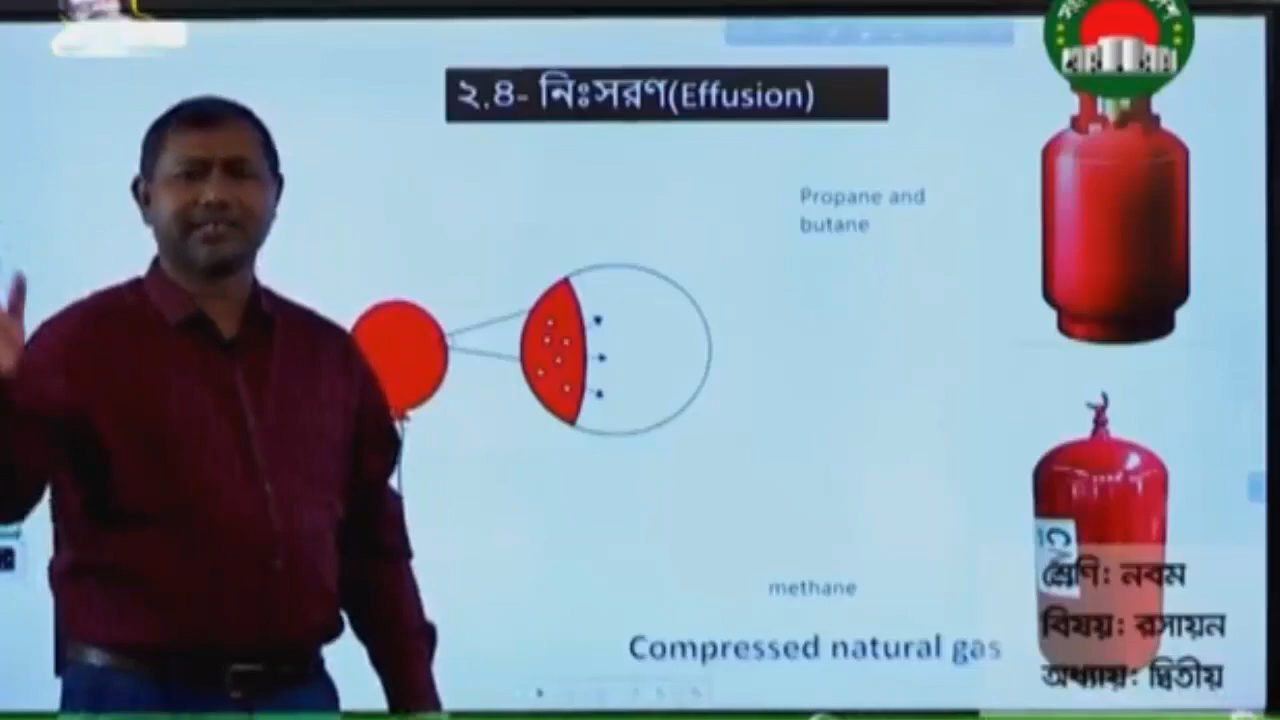 ২.৪- নিঃসরণ(Effusion)
Propane and
butane
methane
Compressed natural gas
শ্রেণি: নবম
বিষয়: রসায়ন
অধ্যায়: দ্বিতীয়